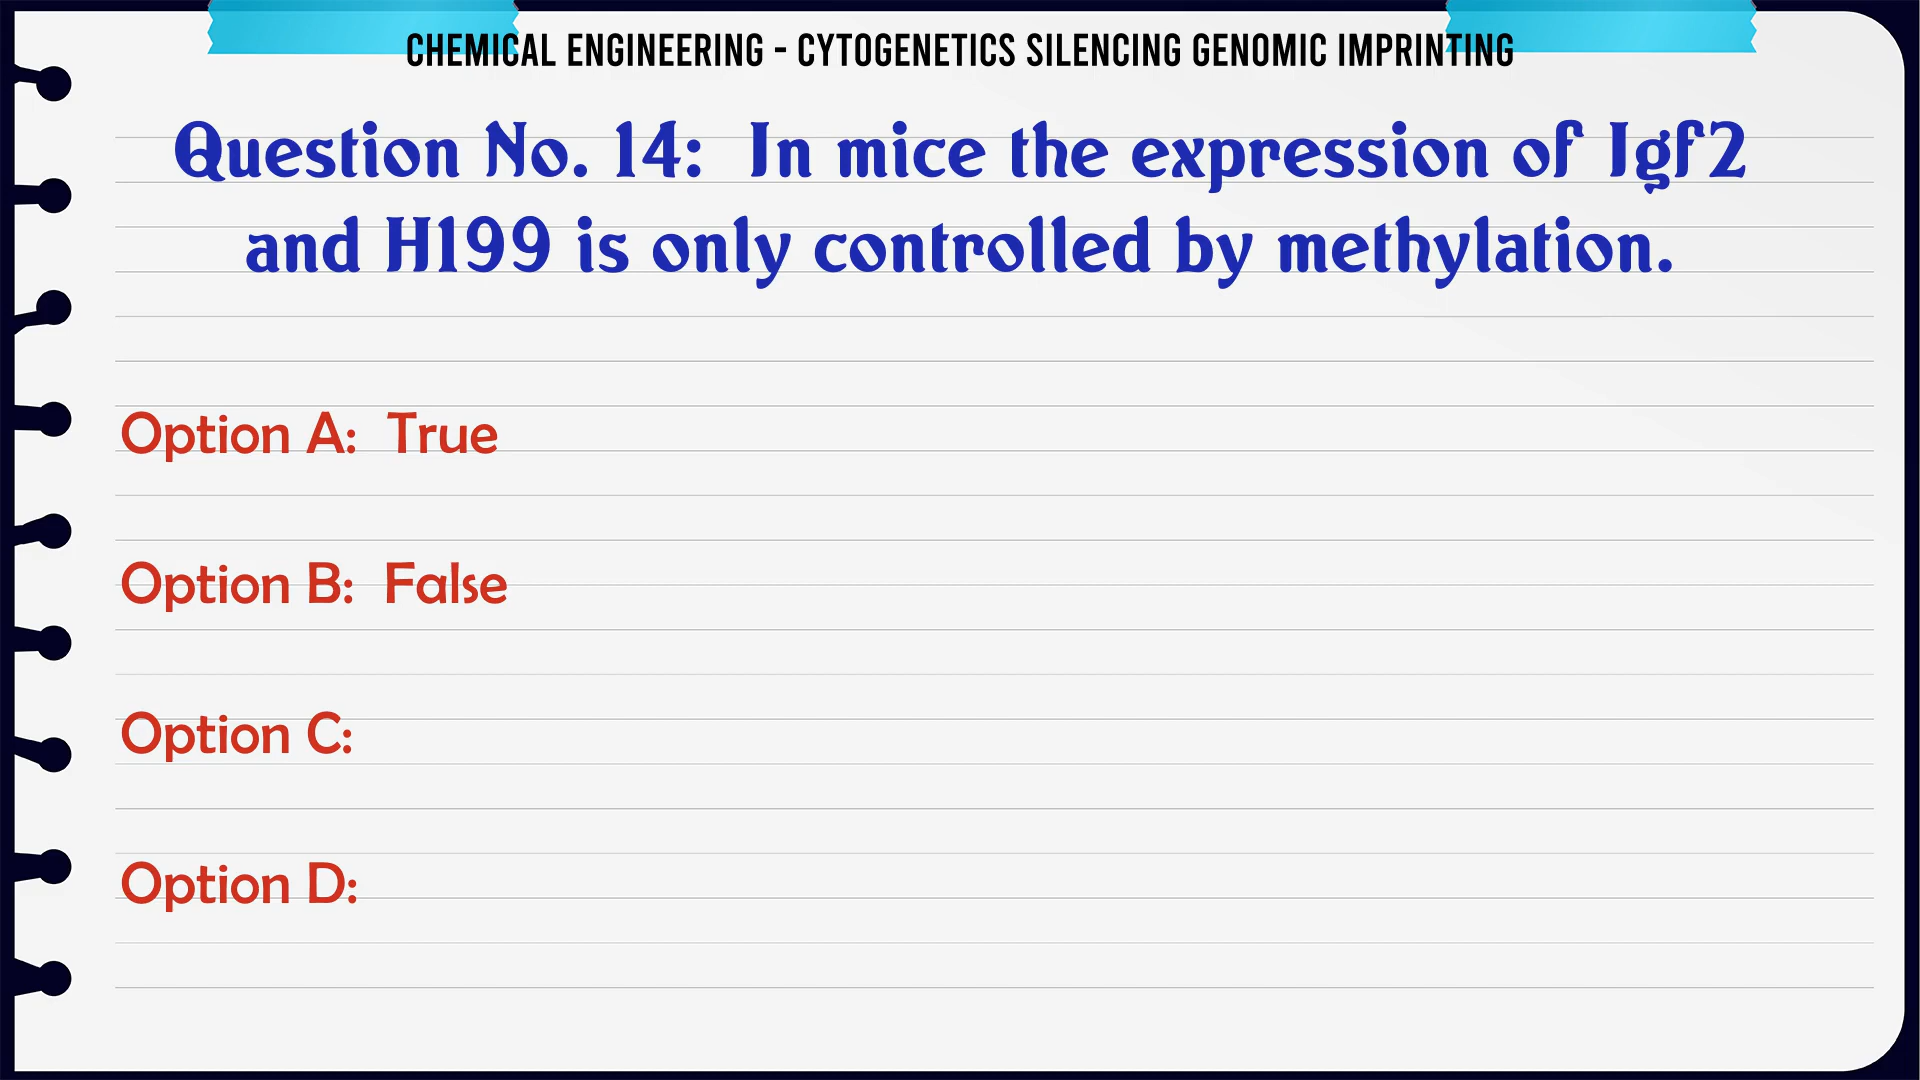 CHEMICAL ENGINEERING - CYTOGENETICS SILENCING GENOMIC IMPRINTING
Question No. 14: In mice the expression of Igf2
and H199 is only controlled by methylation.
Option A: True
Option B: False
Option C:
Option D: